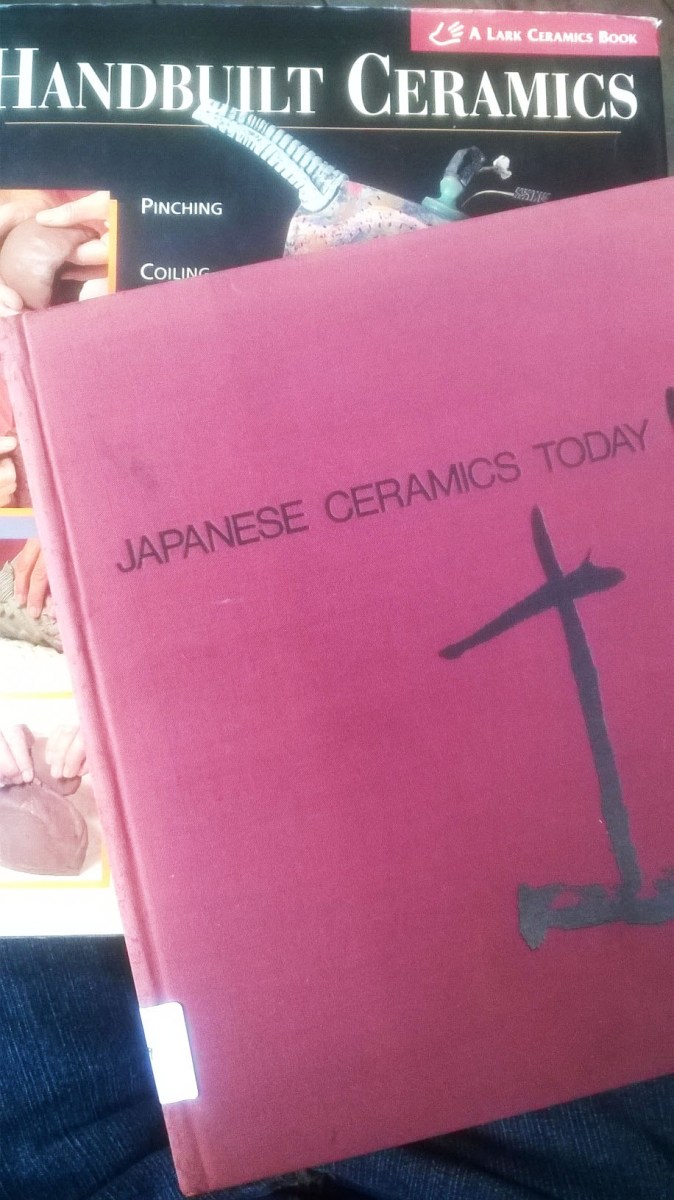 A LARK CERAMICS BOOK
HANDBUILT CERAMICS
PINCHING
COILING
JAPANESE CERAMICS TODAY